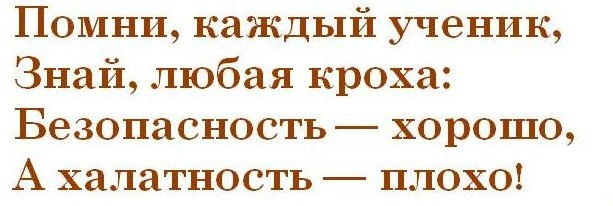 Помни, каждый ученик,
Знай, любая кроха:
Безопасность — хорошо,
А халатность — плохо!